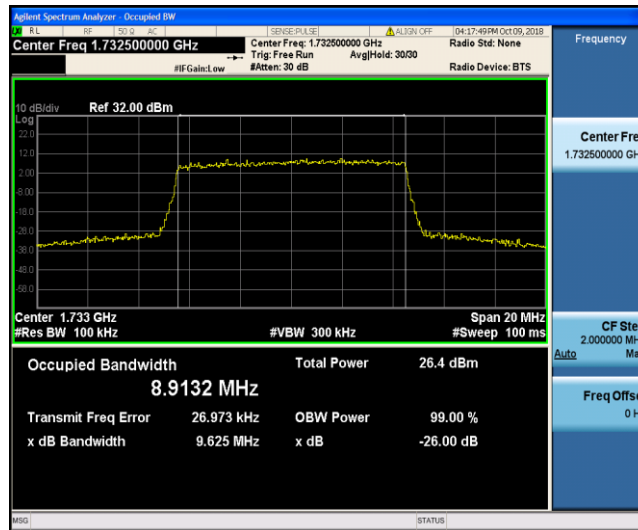 Agilent Spectrum Analyzer - Occupied BW
RL RF 50 Ω AC SENSE:PULSE ALIGN OFF 04:17:49PM Oct 09, 2018
Center Freq 1.732500000 GHz
Center Freq: 1.732500000 GHz
Radio Std: None
Trig: Free Run Avg|Hold: 30/30
#IFGain:Low #Atten: 30 dB Radio Device: BTS
10 dB/div Ref 32.00 dBm
Log
22.0
12.0
2.00
-8.00
-18.0
-28.0
-38.0
-48.0
-58.0
Center 1.733 GHz Span 20 MHz
#Res BW 100 kHz #VBW 300 kHz #Sweep 100 ms
Occupied Bandwidth Total Power 26.4 dBm
8.9132 MHz
Transmit Freq Error 26.973 kHz OBW Power 99.00 %
x dB Bandwidth 9.625 MHz x dB -26.00 dB
MSG STATUS
Frequency
Center Fre
1.732500000 GH
CF Ste
2.000000 MH
Auto Ma
Freq Offs
0 H